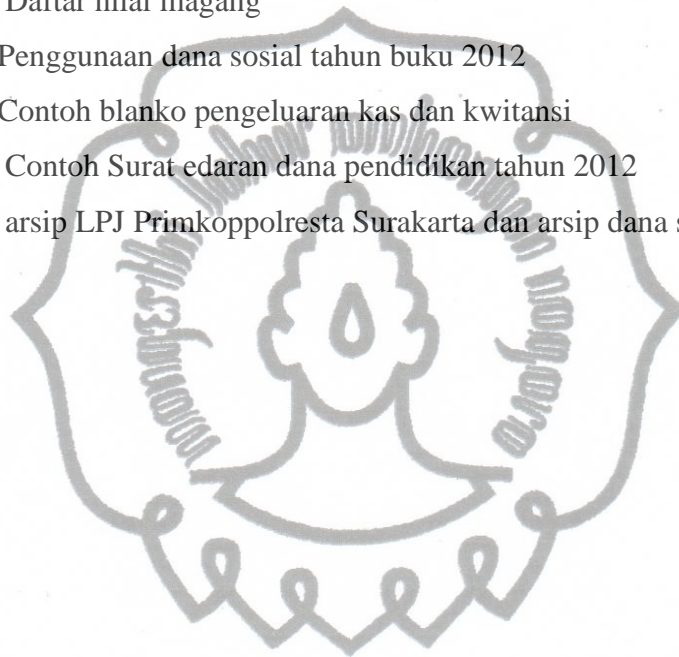 Daftar nilai magang
Penggunaan dana sosial tahun buku 2012
Contoh blanko pengeluaran kas dan kwitansi
Contoh Surat edaran dana pendidikan tahun 2012
arsip LPJ Primkoppolresta Surakarta dan arsip dana